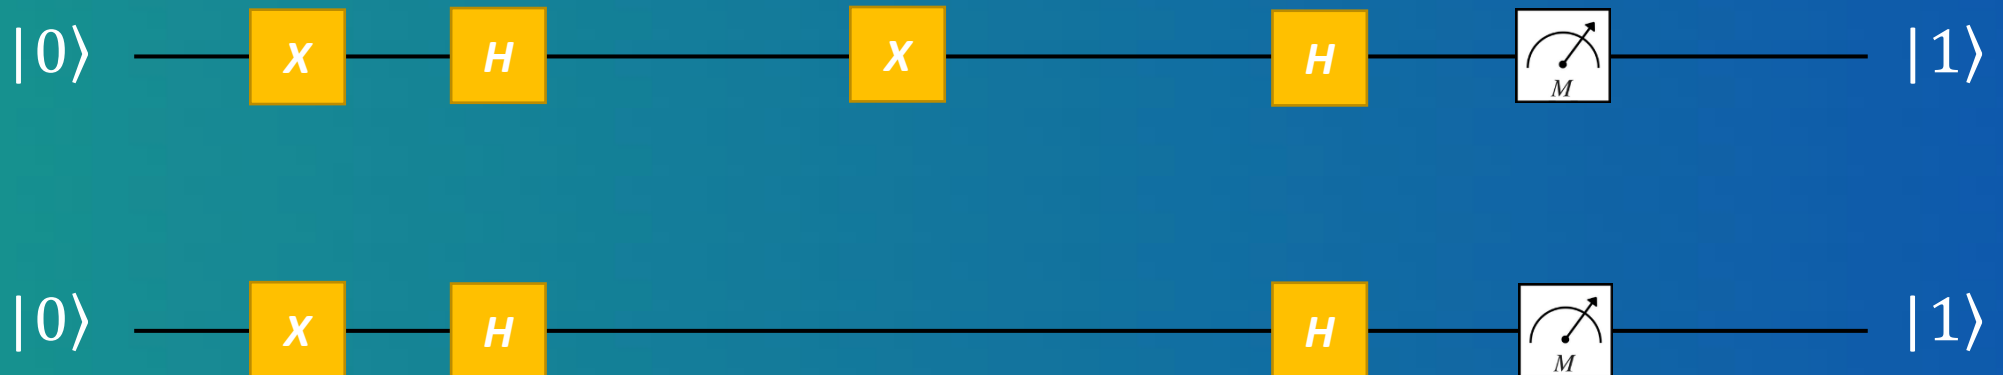 |0⟩ X H X H M |1⟩
|0⟩ X H H M |1⟩